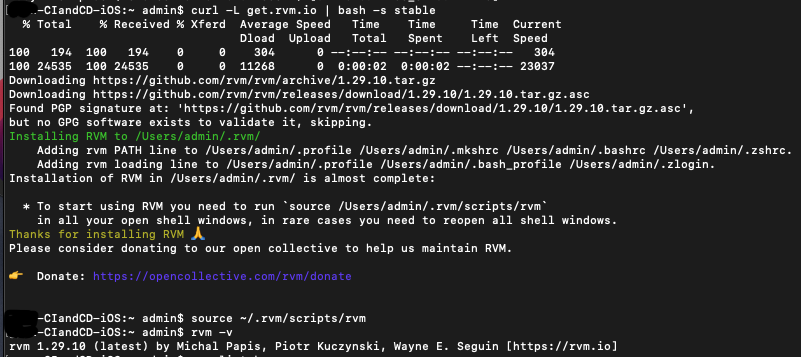 -CIandCD-iOS:~ admin$ curl -L get.rvm.io | bash -s stable
% Total % Received % Xferd Average Speed Time Time Time Current
Dload Upload Total Spent Left Speed
100 194 100 194 0 0 304 0 --:--:-- --:--:-- --:--:-- 304
100 24535 100 24535 0 0 11268 0 0:00:02 0:00:02 --:--:-- 23037
Downloading https://github.com/rvm/rvm/archive/1.29.10.tar.gz
Downloading https://github.com/rvm/rvm/releases/download/1.29.10/1.29.10.tar.gz.asc
Found PGP signature at: 'https://github.com/rvm/rvm/releases/download/1.29.10/1.29.10.tar.gz.asc',
but no GPG software exists to validate it, skipping.
Installing RVM to /Users/admin/.rvm/
Adding rvm PATH line to /Users/admin/.profile /Users/admin/.mkshrc /Users/admin/.bashrc /Users/admin/.zshrc.
Adding rvm loading line to /Users/admin/.profile /Users/admin/.bash_profile /Users/admin/.zlogin.
Installation of RVM in /Users/admin/.rvm/ is almost complete:
* To start using RVM you need to run `source /Users/admin/.rvm/scripts/rvm`
in all your open shell windows, in rare cases you need to reopen all shell windows.
Thanks for installing RVM 🙏
Please consider donating to our open collective to help us maintain RVM.
👉 Donate: https://opencollective.com/rvm/donate
-CIandCD-iOS:~ admin$ source ~/.rvm/scripts/rvm
-CIandCD-iOS:~ admin$ rvm -v
rvm 1.29.10 (latest) by Michal Papis, Piotr Kuczynski, Wayne E. Seguin [https://rvm.io]